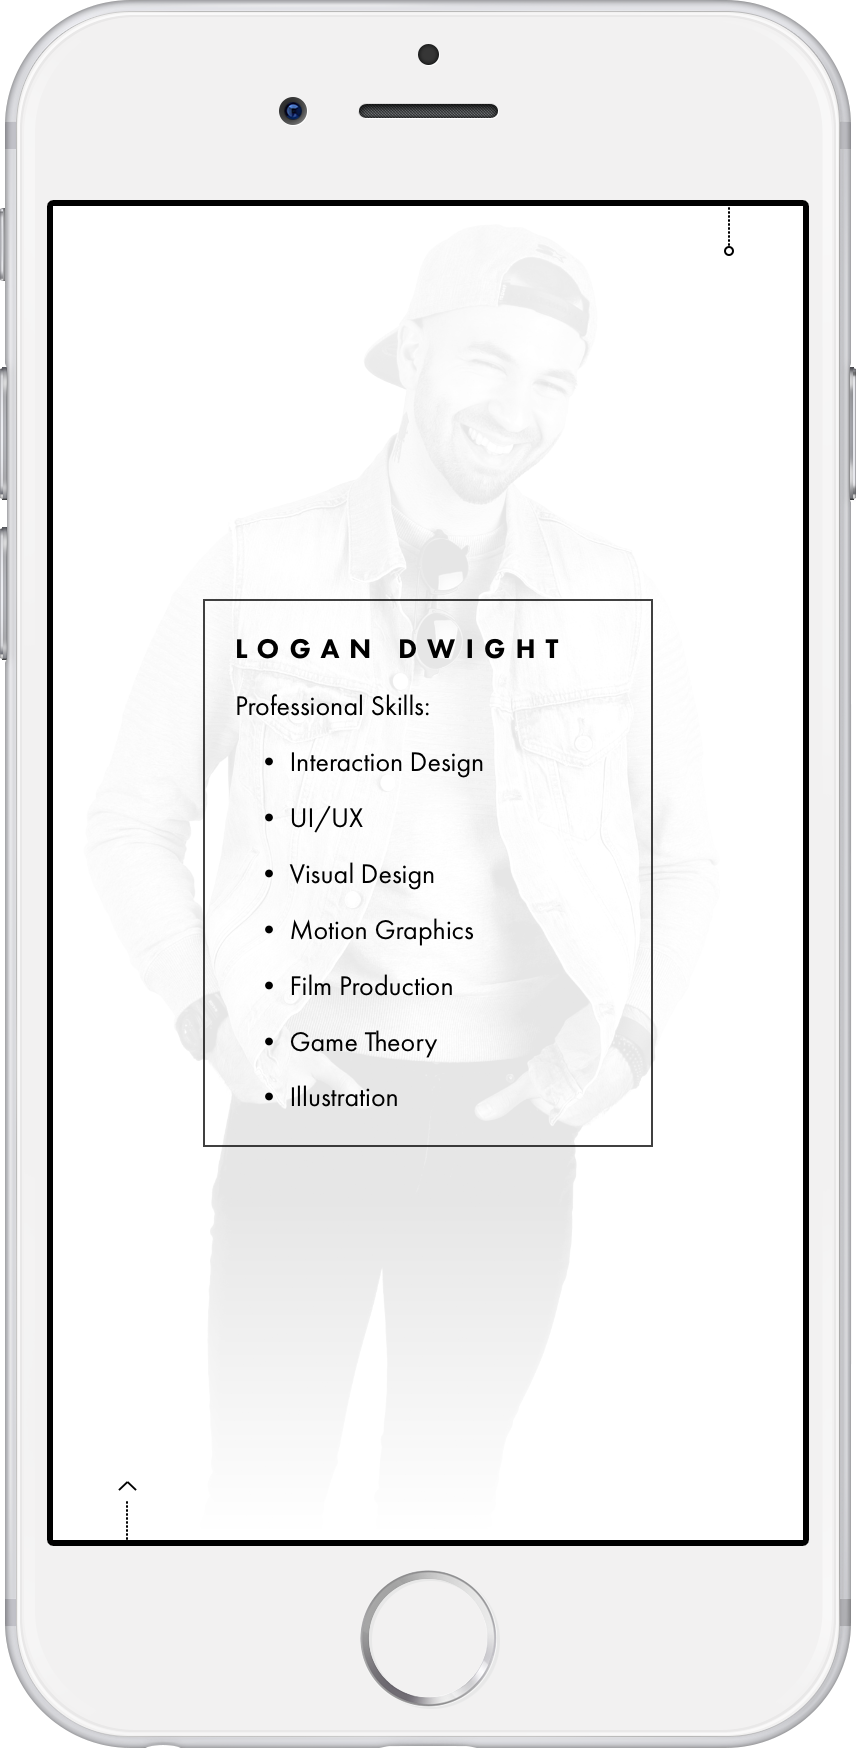 LOGAN DWIGHT
Professional Skills:
• Interaction Design
• UI/UX
• Visual Design
• Motion Graphics
• Film Production
• Game Theory
• Illustration